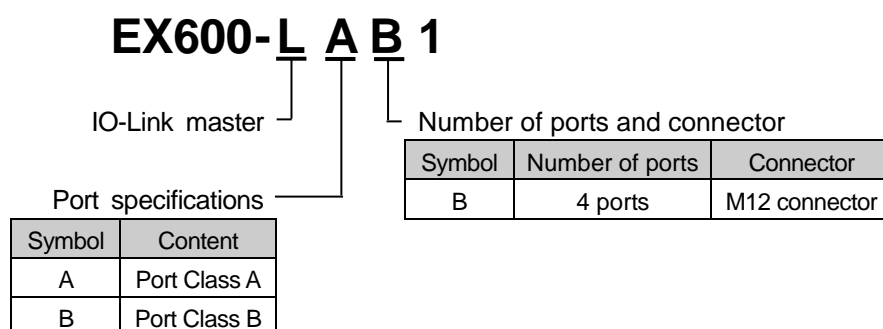 EX600-L A B 1
IO-Link master
Number of ports and connector
Symbol Number of ports Connector
B 4 ports M12 connector
Port specifications
Symbol Content
A Port Class A
B Port Class B